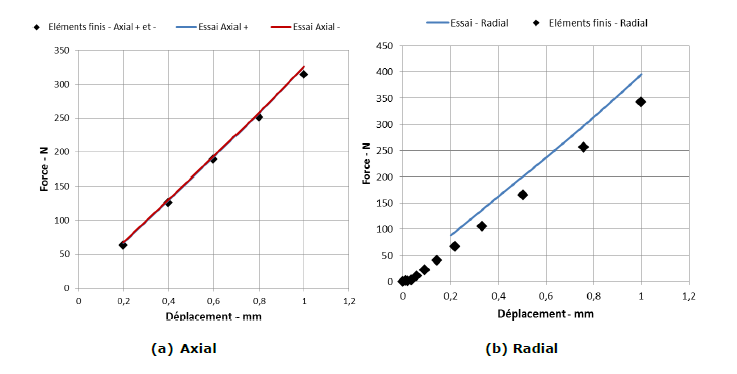 Eléments finis - Axial + et - Essai Axial + Essai Axial -
350
300
250
200
150
100
50
0
Force - N
0 0,2 0,4 0,6 0,8 1 1,2
Déplacement - mm
(a) Axial
Essai - Radial Eléments finis - Radial
450
400
350
300
250
200
150
100
50
0
Force - N
0 0,2 0,4 0,6 0,8 1 1,2
Déplacement - mm
(b) Radial